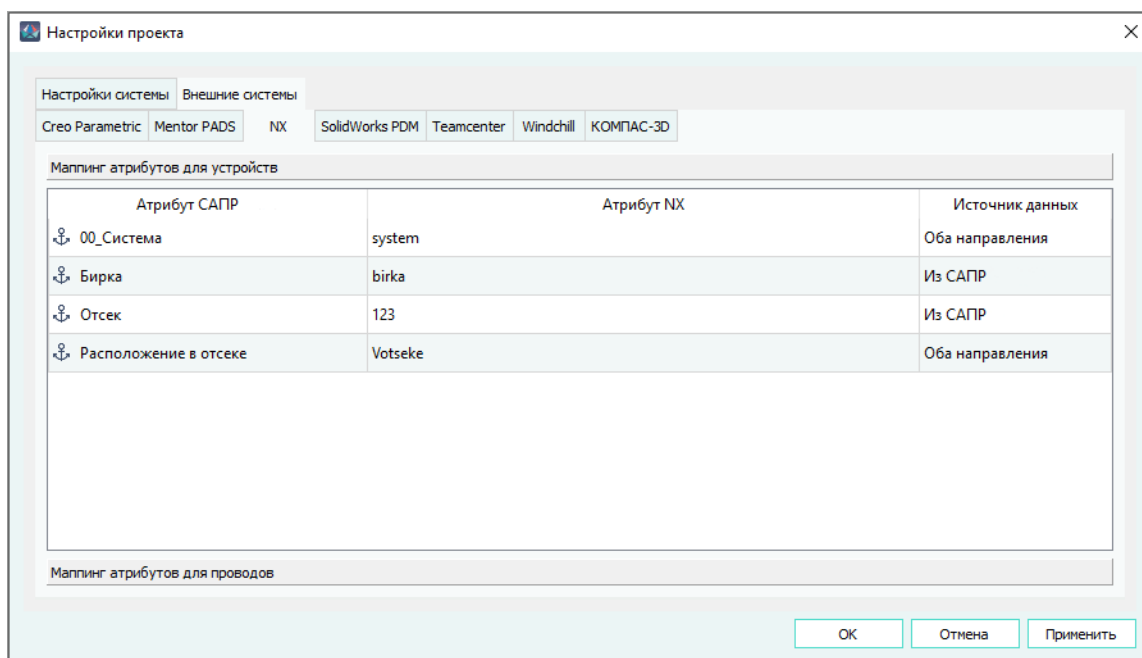 Настройки проекта
Настройки системы Внешние системы
Creo Parametric Mentor PADS NX SolidWorks PDM Teamcenter Windchill КОМПАС-3D
Маппинг атрибутов для устройств
Атрибут САПР Атрибут NX Источник данных
00_Система system Оба направления
Бирка birka Из САПР
Отсек 123 Из САПР
Расположение в отсеке Votseke Оба направления
Маппинг атрибутов для проводов
OK Отмена Применить